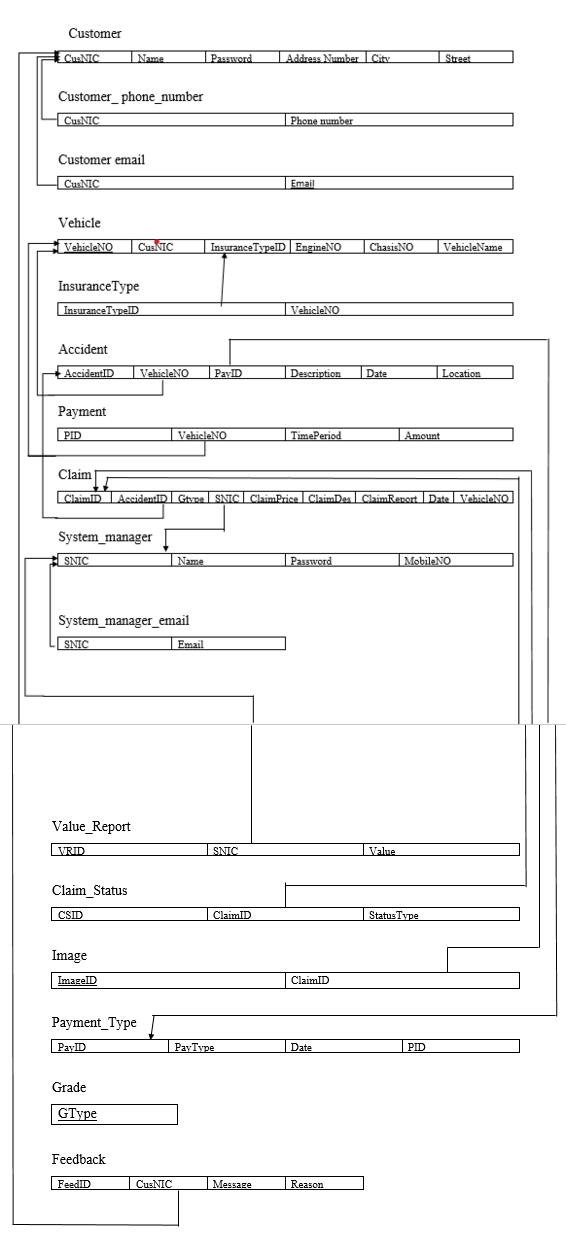 Customer
CusNIC Name Password Address Number City Street
Customer_ phone_number
CusNIC Phone number
Customer email
CusNIC Email
Vehicle
VehicleNO CusNIC InsuranceTypeID EngineNO ChasisNO VehicleName
InsuranceType
InsuranceTypeID VehicleNO
Accident
AccidentID VehicleNO PayID Description Date Location
Payment
PID VehicleNO TimePeriod Amount
Claim
ClaimID AccidentID Gtype SNIC ClaimPrice ClaimDes ClaimReport Date VehicleNO
System_manager
SNIC Name Password MobileNO
System_manager_email
SNIC Email
Value_Report
VRID SNIC Value
Claim_Status
CSID ClaimID StatusType
Image
ImageID ClaimID
Payment_Type
PayID PayType Date PID
Grade
GType
Feedback
FeedID CusNIC Message Reason